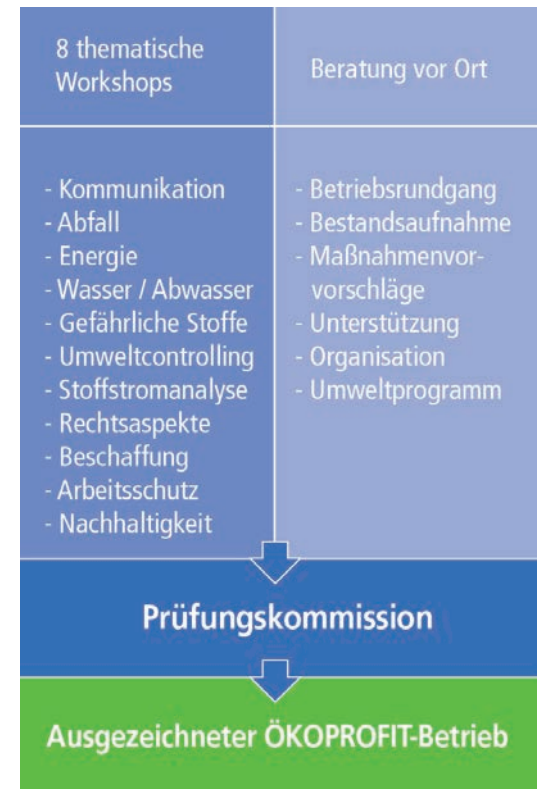 8 thematische
Workshops
Beratung vor Ort
- Kommunikation
- Abfall
- Energie
- Wasser / Abwasser
- Gefährliche Stoffe
- Umweltcontrolling
- Stoffstromanalyse
- Rechtsaspekte
- Beschaffung
- Arbeitsschutz
- Nachhaltigkeit
- Betriebsrundgang
- Bestandsaufnahme
- Maßnahmenvor-
vorschläge
- Unterstützung
- Organisation
- Umweltprogramm
Prüfungskommission
Ausgezeichneter ÖKOPROFIT-Betrieb